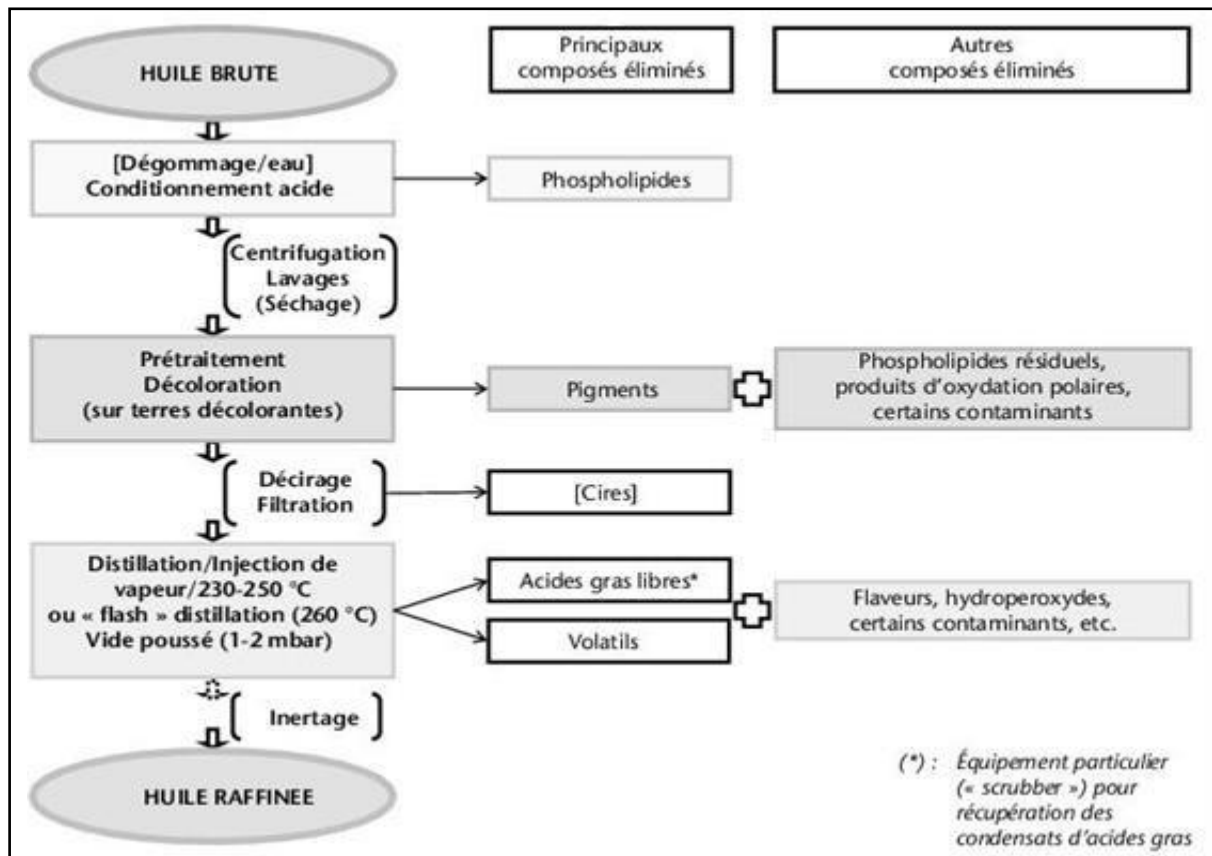 HUILE BRUTE
Principaux
composés éliminés
Autres
composés éliminés
[Dégommage/eau]
Conditionnement acide
Phospholipides
Centrifugation
Lavages
(Séchage)
Prétraitement
Décoloration
(sur terres décolorantes)
Pigments
Phospholipides résiduels,
produits d'oxydation polaires,
certains contaminants
Décirage
Filtration
[Cires]
Distillation/Injection de
vapeur/230-250 °C
ou « flash » distillation (260 °C)
Vide poussé (1-2 mbar)
Acides gras libres*
Volatils
Flaveurs, hydroperoxydes,
certains contaminants, etc.
Inertage
HUILE RAFFINEE
(*) : Équipement particulier
(« scrubber ») pour
récupération des
condensats d'acides gras